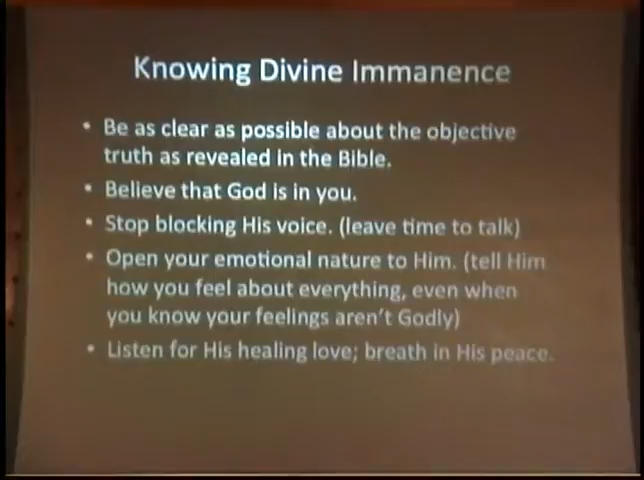 Knowing Divine Immanence
• Be as clear as possible about the objective
truth as revealed in the Bible.
• Believe that God is in you.
• Stop blocking His voice. (leave time to talk)
• Open your emotional nature to Him. (tell Him
how you feel about everything, even when
you know your feelings aren't Godly)
• Listen for His healing love; breath in His peace.